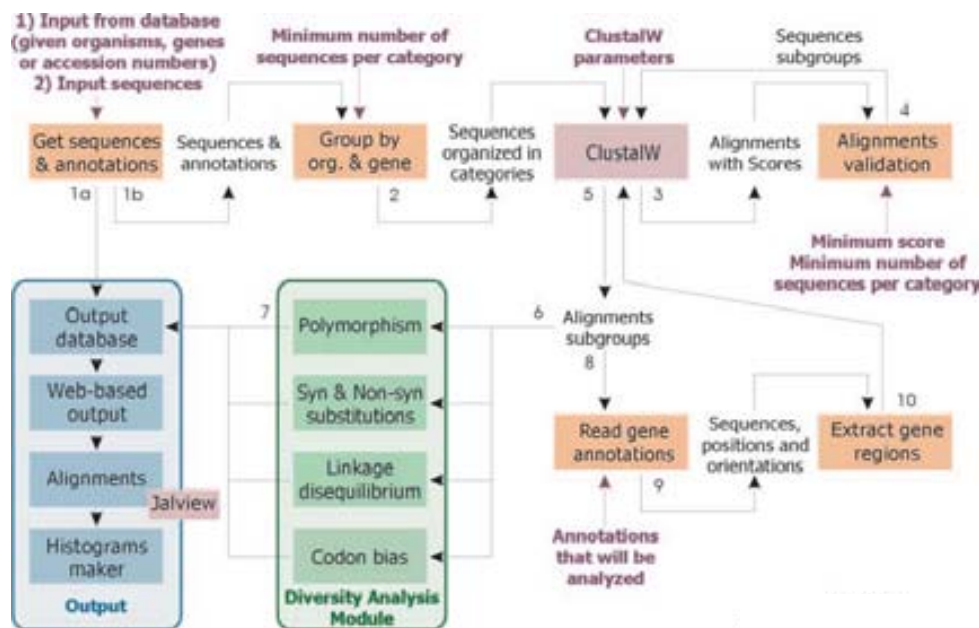 1) Input from database
(given organisms, genes
or accession numbers)
2) Input sequences
Minimum number of
sequences per category
ClustalW
parameters
Sequences
subgroups
4
Get sequences
& annotations
Sequences &
annotations
Group by
org. & gene
Sequences
organized in
categories
ClustalW
Alignments
with Scores
Alignments
validation
1a
1b
2
5
3
Minimum score
Minimum number of
sequences per category
Output
database
7
Polymorphism
6
Alignments
subgroups
8
Web-based
output
Syn & Non-syn
substitutions
10
Read gene
annotations
Sequences,
positions and
orientations
Extract gene
regions
Alignments
Linkage
disequilibrium
9
Jalview
Histograms
maker
Codon bias
Annotations
that will be
analyzed
Output
Diversity Analysis
Module